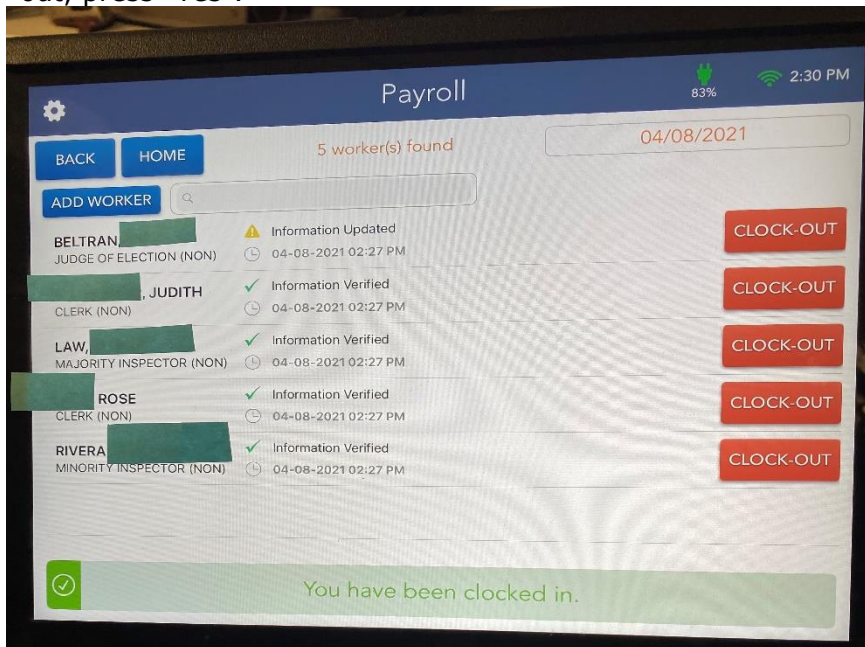 out, press "Yes".
Payroll
83%
2:30 PM
BACK
HOME
5 worker(s) found
04/08/2021
ADD WORKER
BELTRAN,
Information Updated
JUDGE OF ELECTION (NON)
04-08-2021 02:27 PM
CLOCK-OUT
, JUDITH
Information Verified
CLERK (NON)
04-08-2021 02:27 PM
CLOCK-OUT
LAW,
Information Verified
MAJORITY INSPECTOR (NON)
04-08-2021 02:27 PM
CLOCK-OUT
ROSE
Information Verified
CLERK (NON)
04-08-2021 02:27 PM
CLOCK-OUT
RIVERA
Information Verified
MINORITY INSPECTOR (NON)
04-08-2021 02:27 PM
CLOCK-OUT
You have been clocked in.